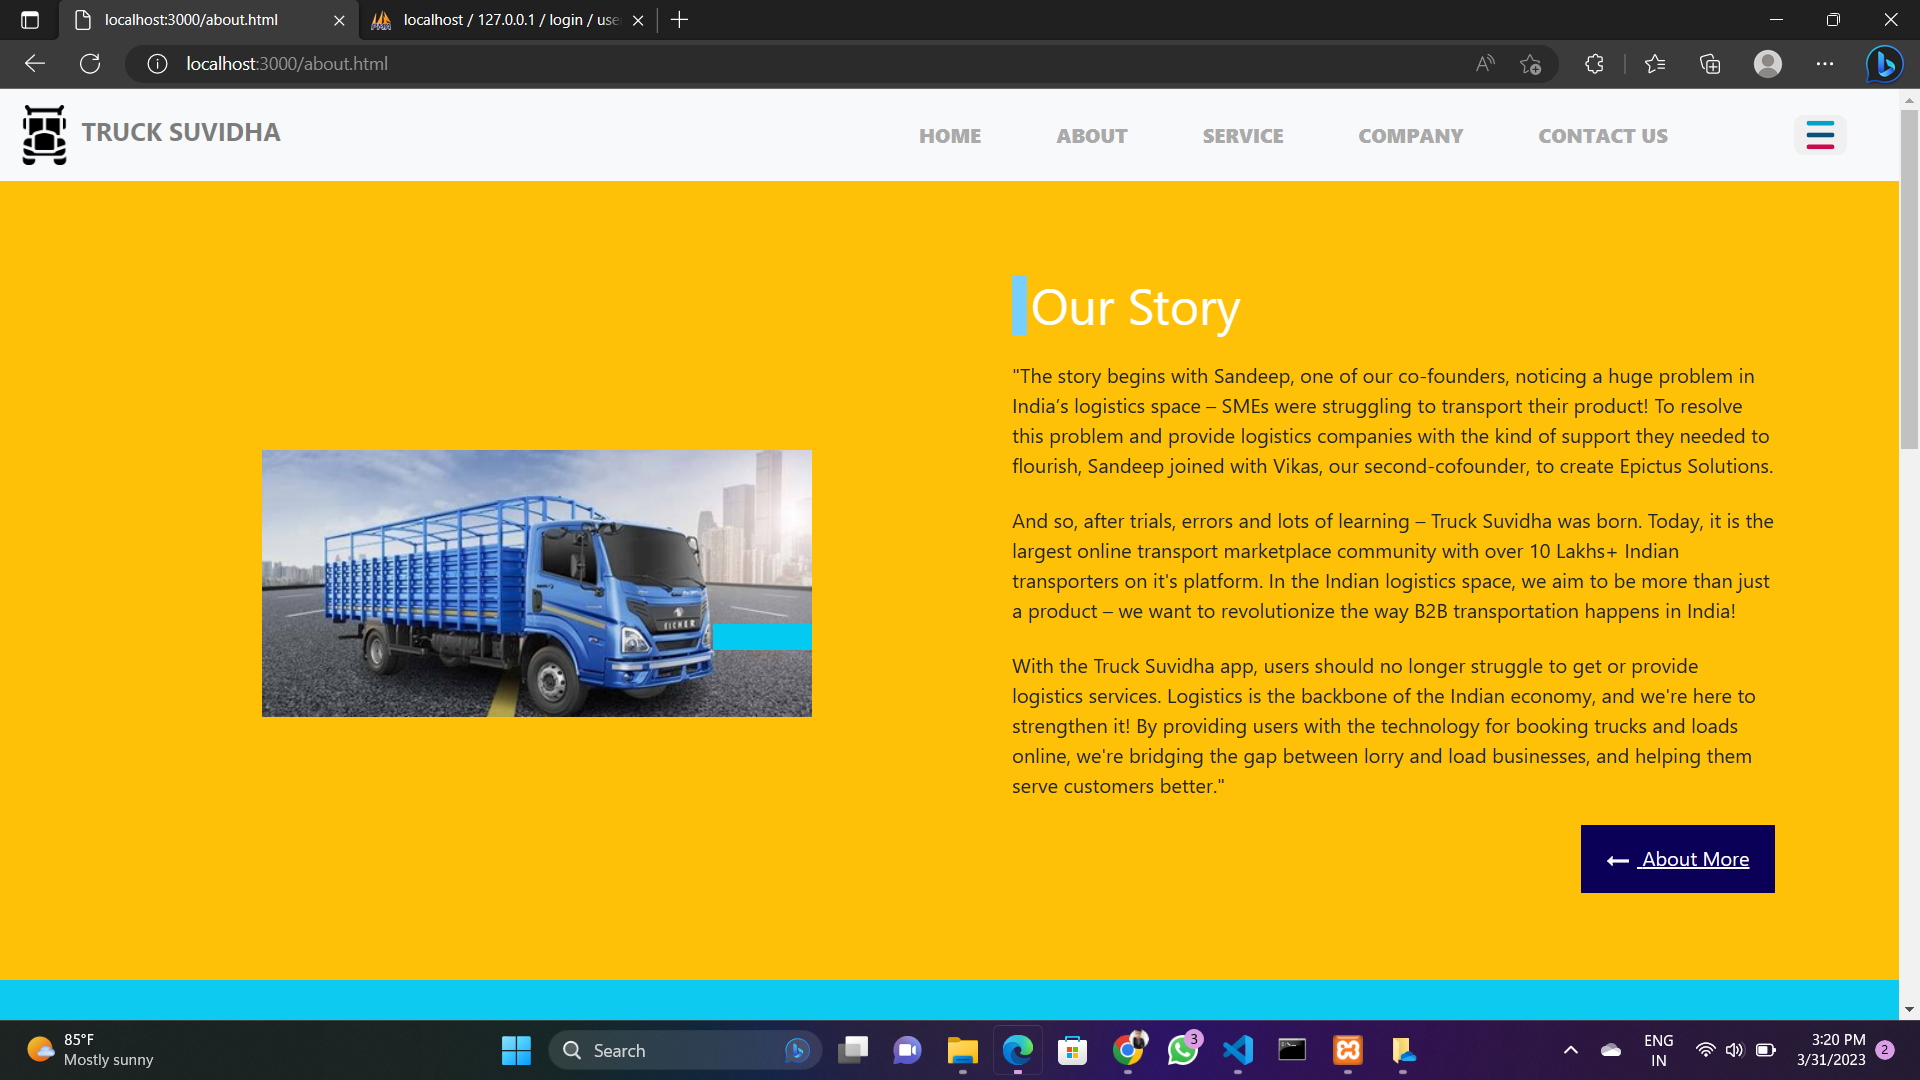 localhost:3000/about.html
localhost / 127.0.0.1 / login / use
localhost:3000/about.html
TRUCK SUVIDHA
HOME ABOUT SERVICE COMPANY CONTACT US
Our Story
"The story begins with Sandeep, one of our co-founders, noticing a huge problem in
India's logistics space – SMEs were struggling to transport their product! To resolve
this problem and provide logistics companies with the kind of support they needed to
flourish, Sandeep joined with Vikas, our second-cofounder, to create Epictus Solutions.
And so, after trials, errors and lots of learning – Truck Suvidha was born. Today, it is the
largest online transport marketplace community with over 10 Lakhs+ Indian
transporters on it's platform. In the Indian logistics space, we aim to be more than just
a product – we want to revolutionize the way B2B transportation happens in India!
With the Truck Suvidha app, users should no longer struggle to get or provide
logistics services. Logistics is the backbone of the Indian economy, and we're here to
strengthen it! By providing users with the technology for booking trucks and loads
online, we're bridging the gap between lorry and load businesses, and helping them
serve customers better."
EICHER
About More
85°F
Mostly sunny
Search
3
ENG
IN
3:20 PM
3/31/2023
2